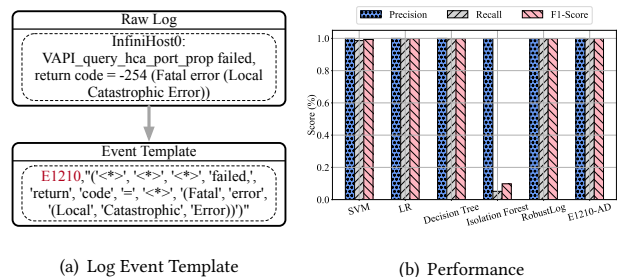 Raw Log
InfiniHost0:
VAPI_query_hca_port_prop failed,
return code = -254 (Fatal error (Local
Catastrophic Error))
Event Template
E1210,"('<*>', '<*>', '<*>', 'failed,',
'return', 'code', '=', '<*>', '(Fatal', 'error',
'(Local', 'Catastrophic', 'Error))')"
(a) Log Event Template
Precision Recall F1-Score
Score (%)
1.0
0.8
0.6
0.4
0.2
0.0
SVM LR Decision Tree Isolation Forest RobustLog E1210-AD
(b) Performance